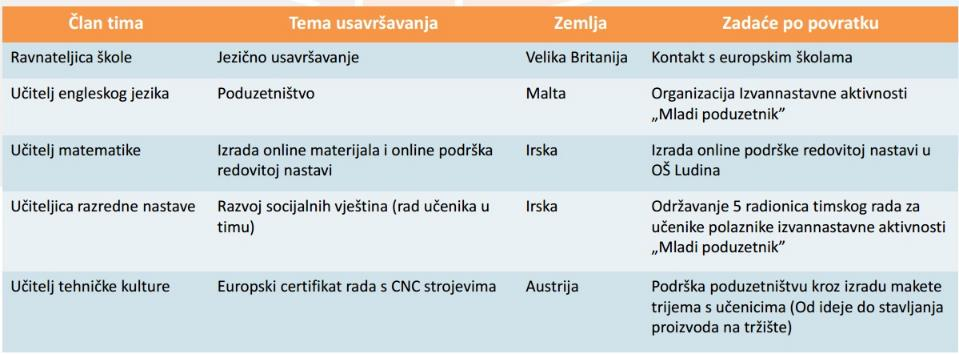 Član tima Tema usavršavanja Zemlja Zadaće po povratku
Ravnateljica škole Jezično usavršavanje Velika Britanija Kontakt s europskim školama
Učitelj engleskog jezika Poduzetništvo Malta Organizacija Izvannastavne aktivnosti
„Mladi poduzetnik”
Učitelj matematike Izrada online materijala i online podrška Irska Izrada online podrške redovitoj nastavi u
redovitoj nastavi OŠ Ludina
Učiteljica razredne nastave Razvoj socijalnih vještina (rad učenika u Irska Održavanje 5 radionica timskog rada za
timu) učenike polaznike izvannastavne aktivnosti
„Mladi poduzetnik”
Učitelj tehničke kulture Europski certifikat rada s CNC strojevima Austrija Podrška poduzetništvu kroz izradu makete
trijema s učenicima (Od ideje do stavljanja
proizvoda na tržište)